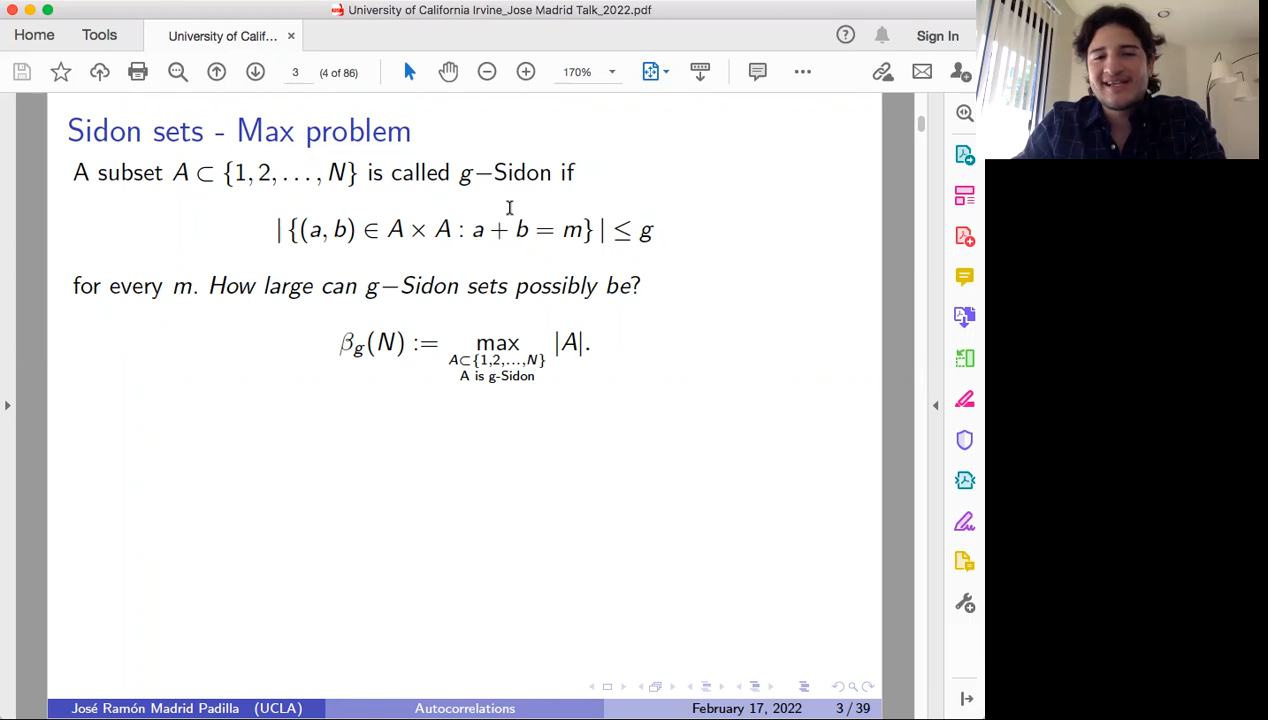 University of California Irvine_Jose Madrid Talk_2022.pdf
Home Tools University of Calif... × Sign In
3 (4 of 86) 170%
Sidon sets - Max problem
A subset A ⊂ {1, 2, . . . , N} is called g−Sidon if
| {(a, b) ∈ A × A : a + b = m} | ≤ g
for every m. How large can g−Sidon sets possibly be?
β_g(N) := max |A|.
A⊂{1,2,...,N}
A is g-Sidon
José Ramón Madrid Padilla (UCLA) Autocorrelations February 17, 2022 3 / 39